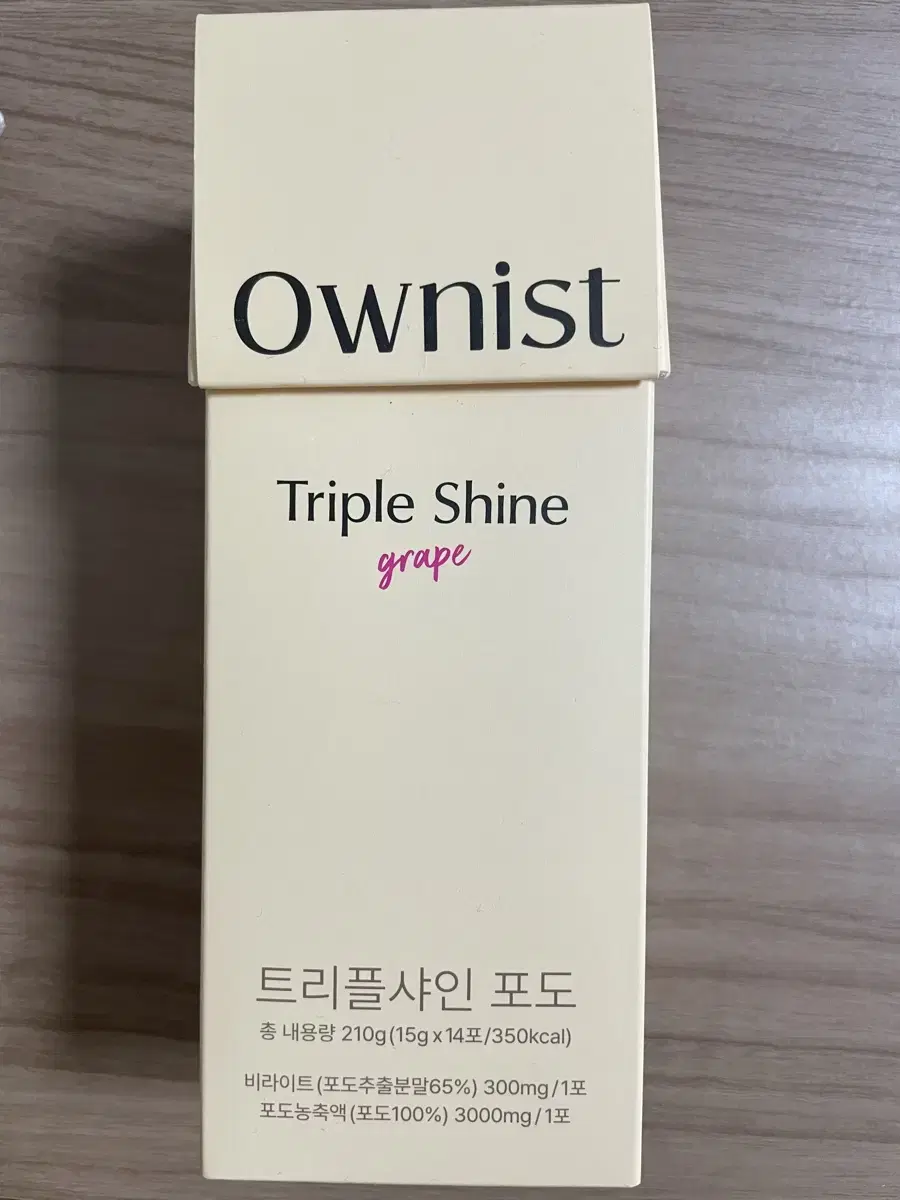 Ownist
Triple Shine
grape
트리플샤인 포도
총 내용량 210g(15g x 14포/350kcal)
비라이트(포도추출분말65%) 300mg/1포
포도농축액(포도100%) 3000mg/1포